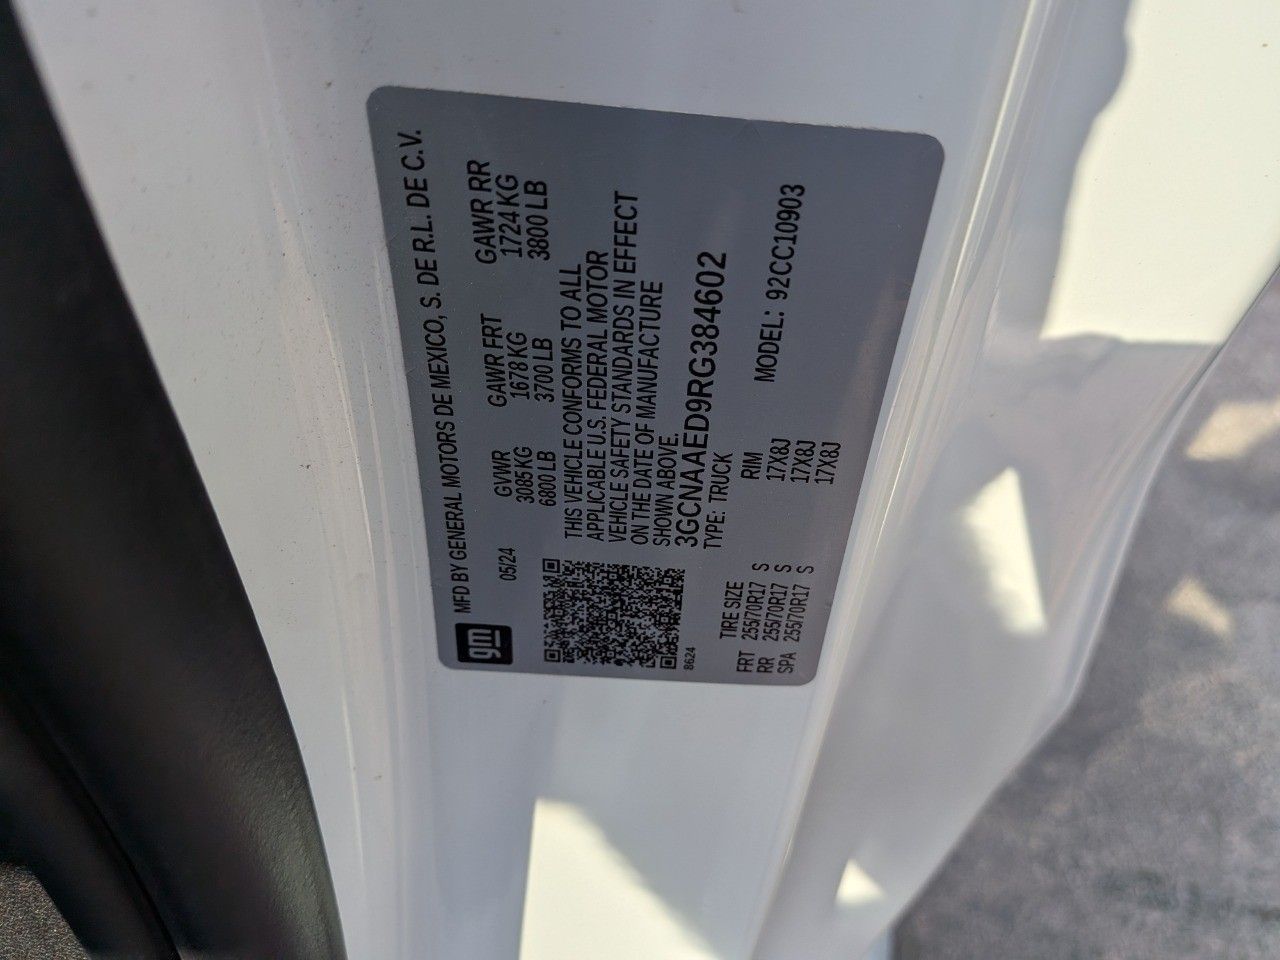 gm
MFD BY GENERAL MOTORS DE MEXICO, S. DE R.L. DE C.V.
05/24 GVWR GAWR FRT GAWR RR
3085 KG 1678 KG 1724 KG
6800 LB 3700 LB 3800 LB
THIS VEHICLE CONFORMS TO ALL
APPLICABLE U.S. FEDERAL MOTOR
VEHICLE SAFETY STANDARDS IN EFFECT
ON THE DATE OF MANUFACTURE
SHOWN ABOVE.
8624 3GCNAAED9RG384602
TYPE: TRUCK
TIRE SIZE RIM MODEL: 92CC10903
FRT 255/70R17 S 17X8J
RR 255/70R17 S 17X8J
SPA 255/70R17 S 17X8J